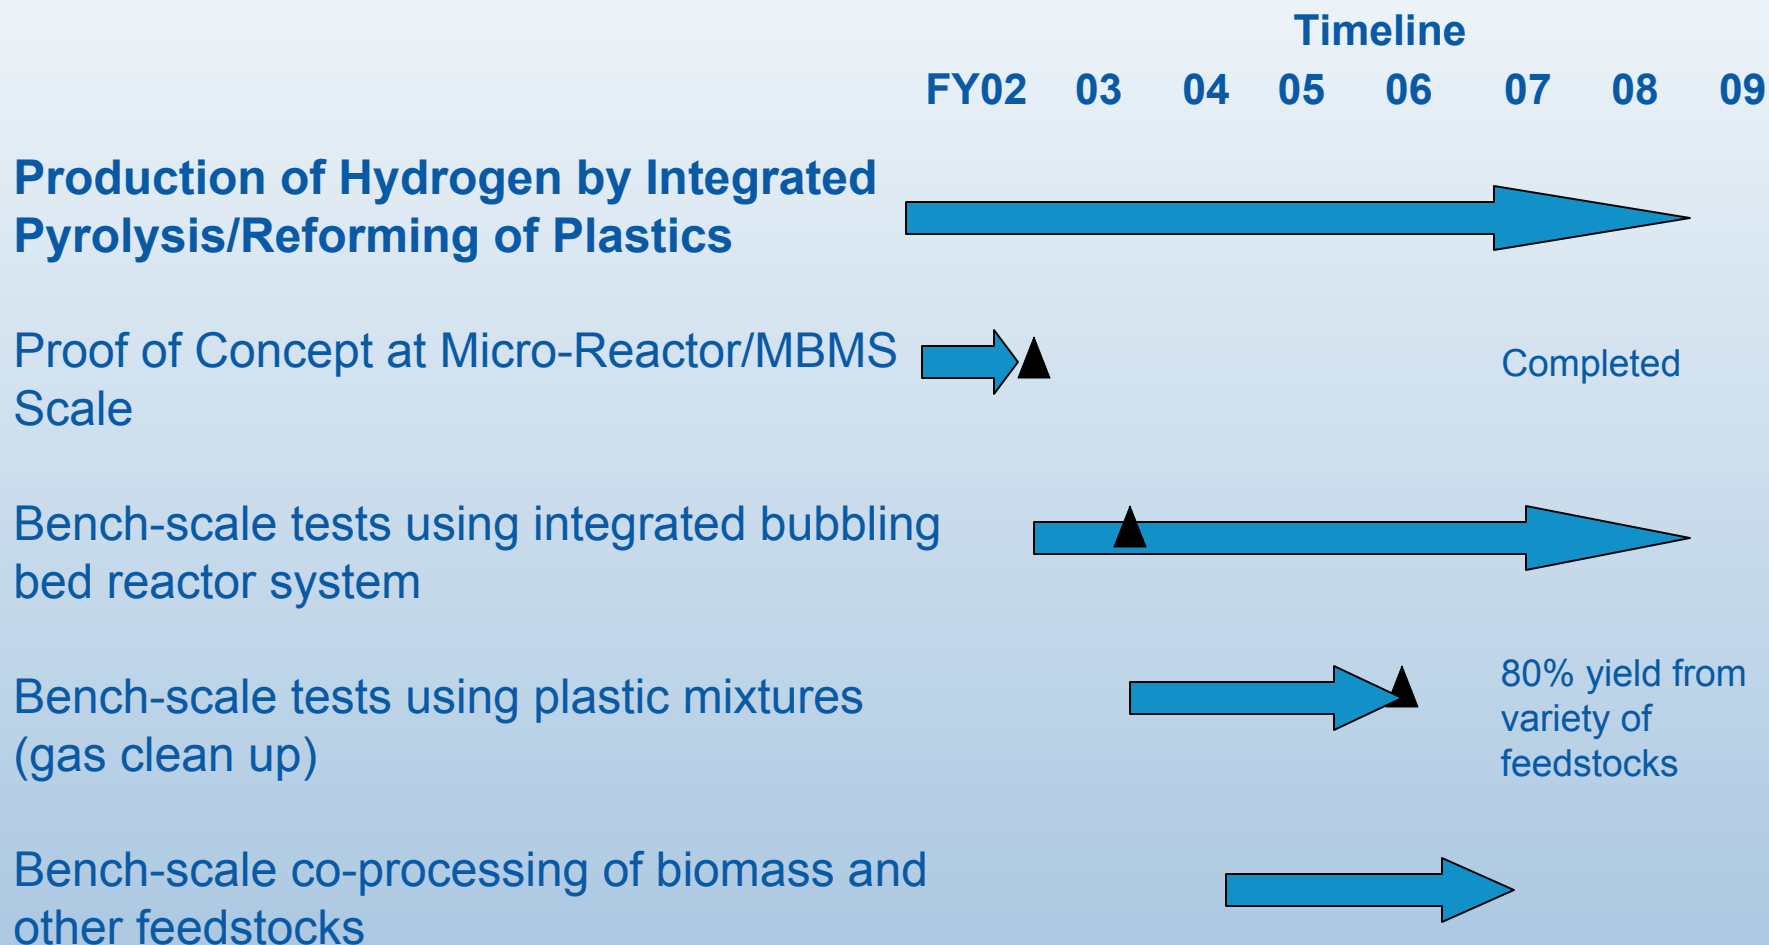 Timeline
FY02 03 04 05 06 07 08 09
Production of Hydrogen by Integrated
Pyrolysis/Reforming of Plastics
Proof of Concept at Micro-Reactor/MBMS
Scale
Completed
Bench-scale tests using integrated bubbling
bed reactor system
Bench-scale tests using plastic mixtures
(gas clean up)
80% yield from
variety of
feedstocks
Bench-scale co-processing of biomass and
other feedstocks